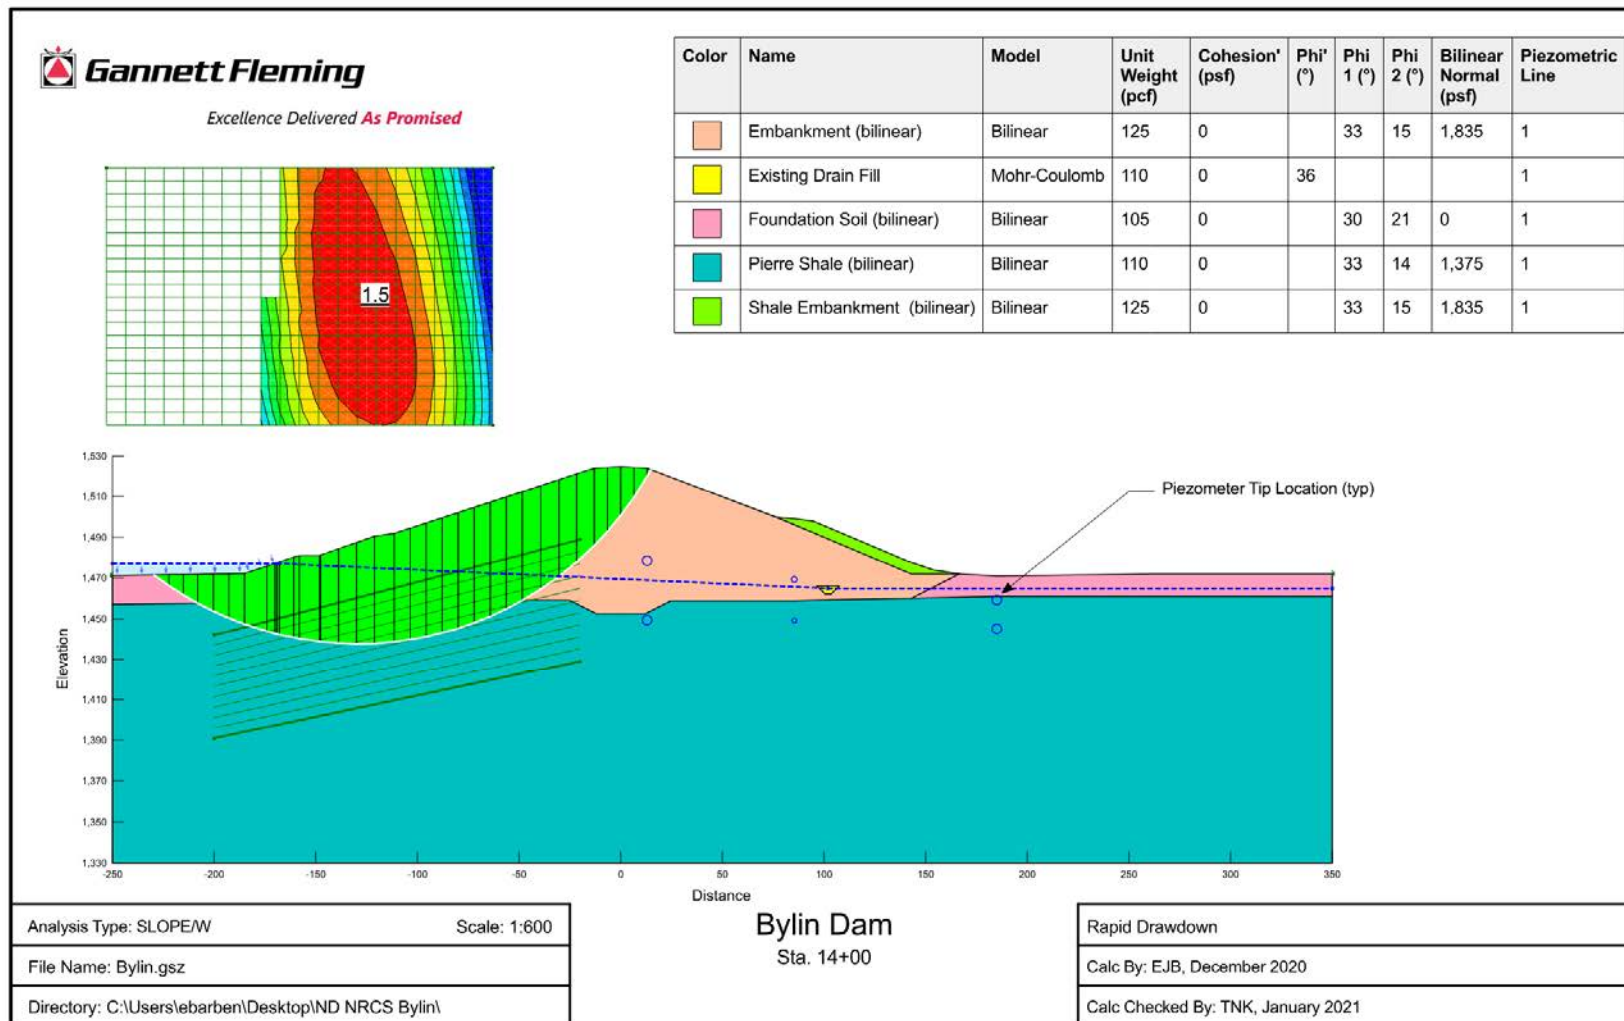 Gannett Fleming
Excellence Delivered As Promised
Color Name Model Unit Weight (pcf) Cohesion' (psf) Phi' (°) Phi 1 (°) Phi 2 (°) Bilinear Normal (psf) Piezometric Line
Embankment (bilinear) Bilinear 125 0 33 15 1,835 1
Existing Drain Fill Mohr-Coulomb 110 0 36 1
Foundation Soil (bilinear) Bilinear 105 0 30 21 0 1
Pierre Shale (bilinear) Bilinear 110 0 33 14 1,375 1
Shale Embankment (bilinear) Bilinear 125 0 33 15 1,835 1
1.5
Piezometer Tip Location (typ)
Elevation
1,530
1,510
1,490
1,470
1,450
1,430
1,410
1,390
1,370
1,350
1,330
-250 -200 -150 -100 -50 0 50 100 150 200 250 300 350
Distance
Analysis Type: SLOPE/W Scale: 1:600
File Name: Bylin.gsz
Directory: C:\Users\ebarben\Desktop\ND NRCS Bylin\
Bylin Dam
Sta. 14+00
Rapid Drawdown
Calc By: EJB, December 2020
Calc Checked By: TNK, January 2021